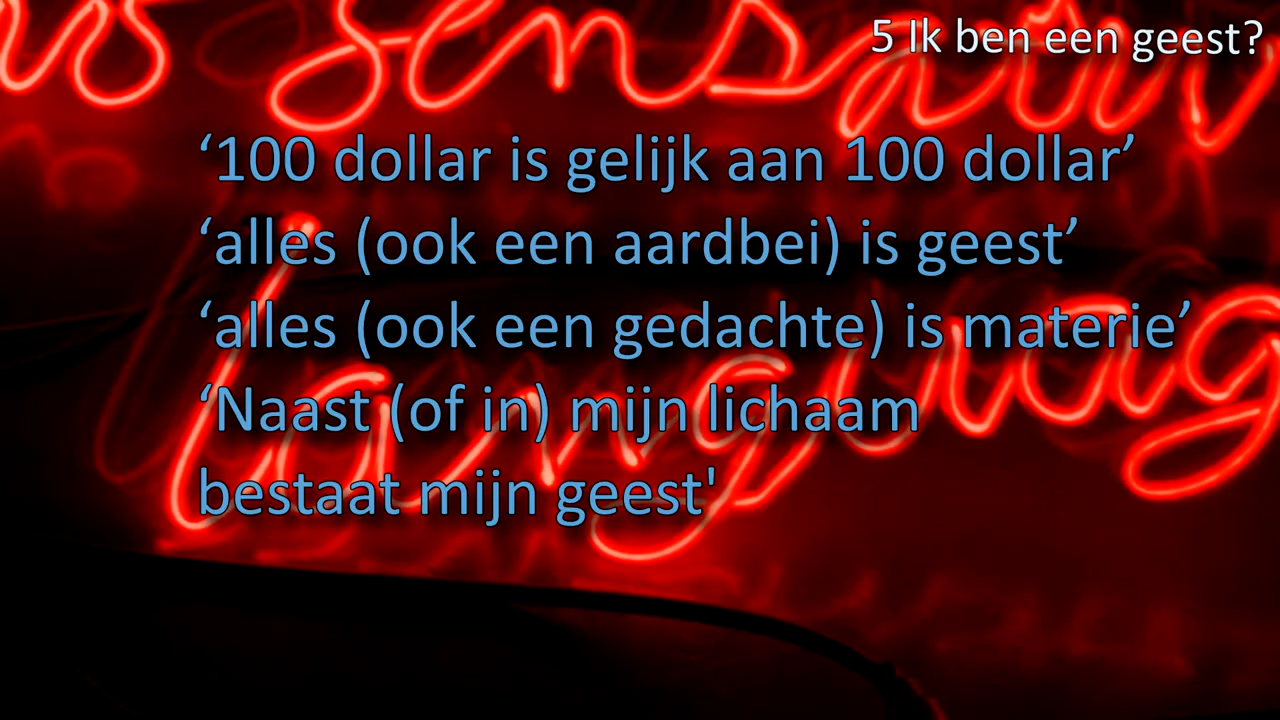 5 Ik ben een geest?
‘100 dollar is gelijk aan 100 dollar’
‘alles (ook een aardbei) is geest’
‘alles (ook een gedachte) is materie’
‘Naast (of in) mijn lichaam
bestaat mijn geest'